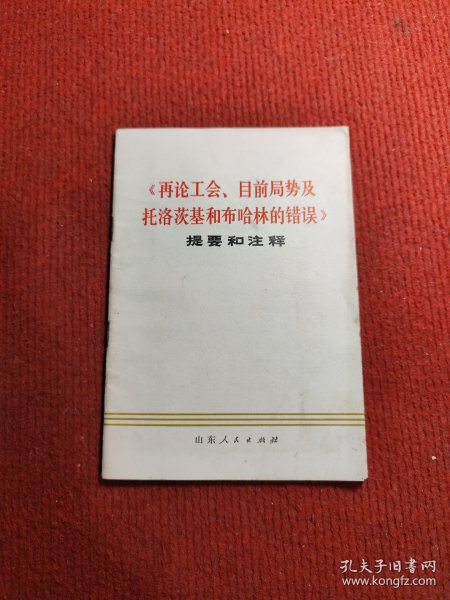 《再论工会、目前局势及
托洛茨基和布哈林的错误》
提要和注释
山东人民出版社
孔夫子旧书网
www.kongfz.com